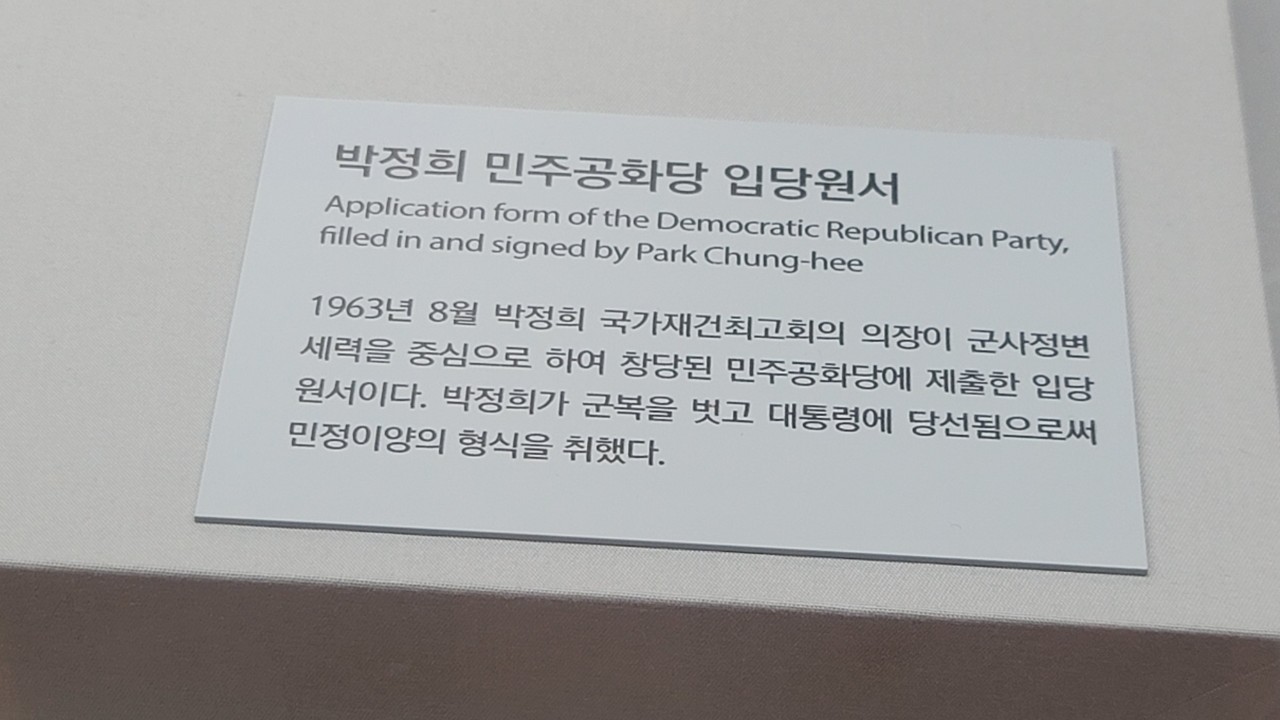 박정희 민주공화당 입당원서
Application form of the Democratic Republican Party,
filled in and signed by Park Chung-hee
1963년 8월 박정희 국가재건최고회의 의장이 군사정변
세력을 중심으로 하여 창당된 민주공화당에 제출한 입당
원서이다. 박정희가 군복을 벗고 대통령에 당선됨으로써
민정이양의 형식을 취했다.